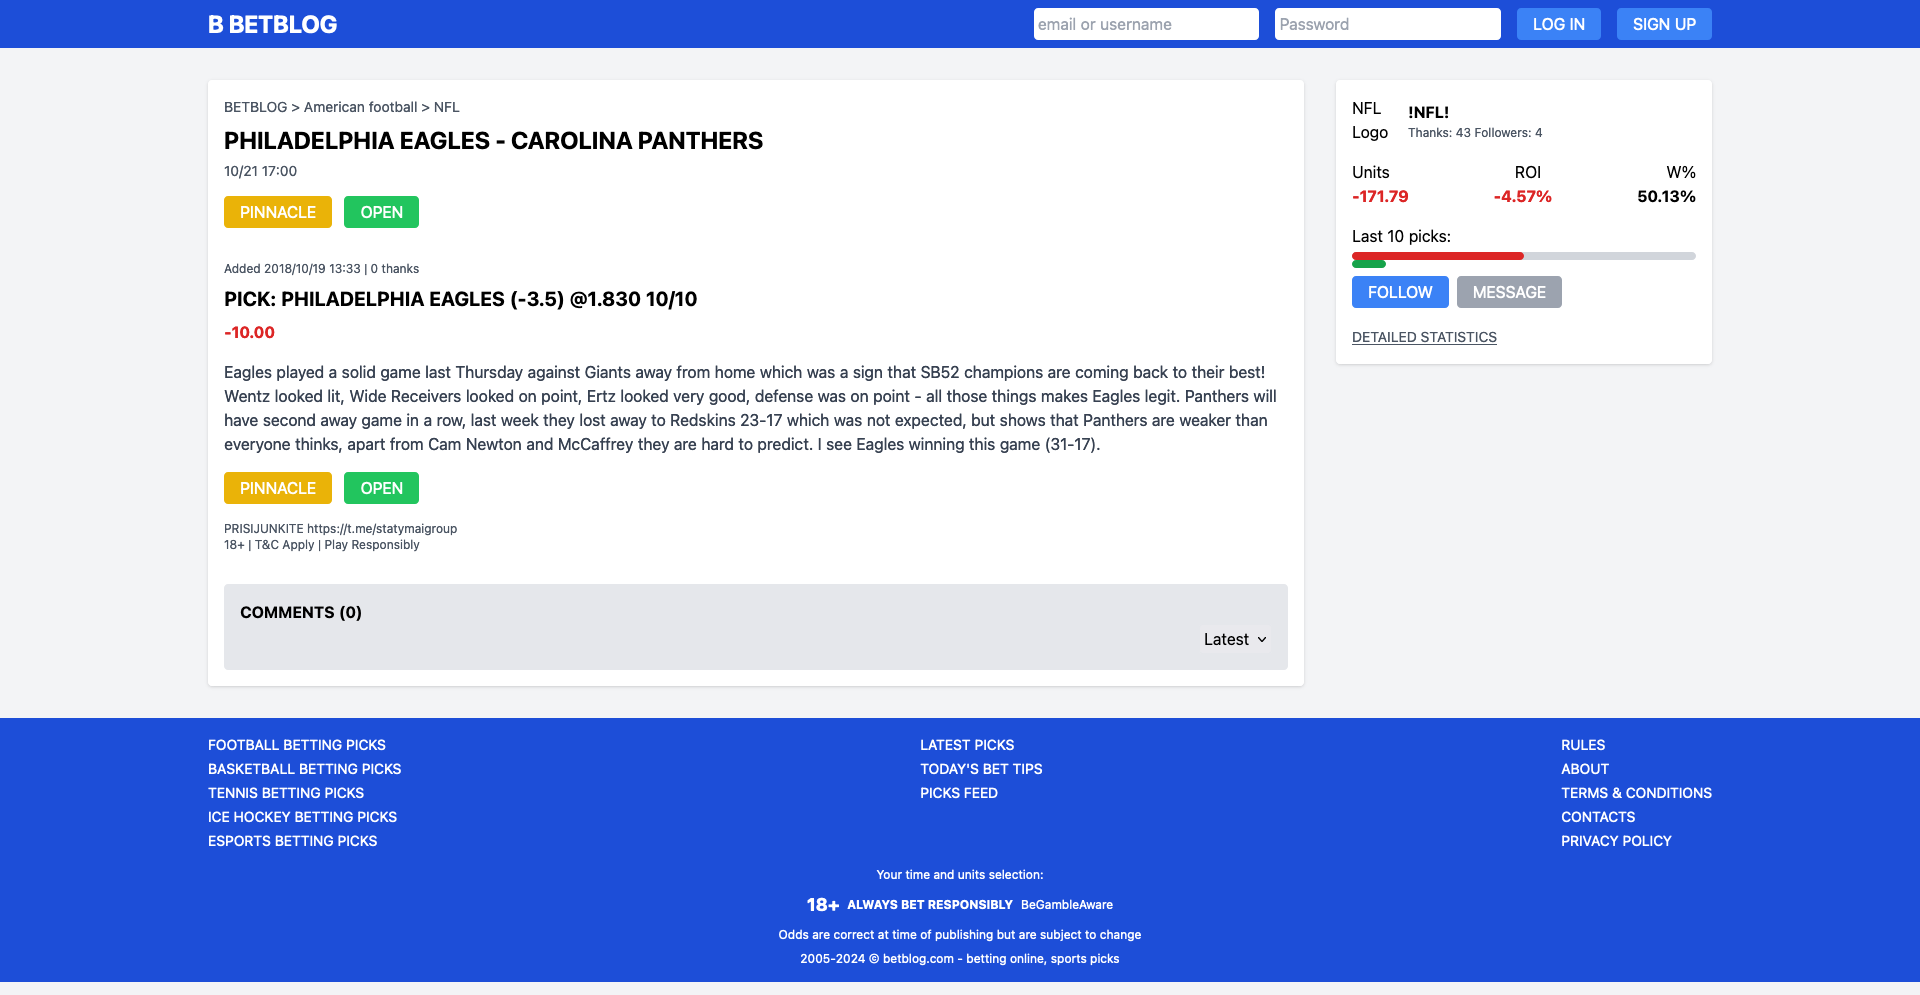 B BETBLOG
email or username
Password
LOG IN
SIGN UP
BETBLOG > American football > NFL
PHILADELPHIA EAGLES - CAROLINA PANTHERS
10/21 17:00
PINNACLE
OPEN
Added 2018/10/19 13:33 | 0 thanks
PICK: PHILADELPHIA EAGLES (-3.5) @1.830 10/10
-10.00
Eagles played a solid game last Thursday against Giants away from home which was a sign that SB52 champions are coming back to their best!
Wentz looked lit, Wide Receivers looked on point, Ertz looked very good, defense was on point - all those things makes Eagles legit. Panthers will
have second away game in a row, last week they lost away to Redskins 23-17 which was not expected, but shows that Panthers are weaker than
everyone thinks, apart from Cam Newton and McCaffrey they are hard to predict. I see Eagles winning this game (31-17).
PINNACLE
OPEN
PRISIJUNKITE https://t.me/statymaigroup
18+ | T&C Apply | Play Responsibly
COMMENTS (0)
Latest
NFL
Logo
!NFL!
Thanks: 43 Followers: 4
Units
ROI
W%
-171.79
-4.57%
50.13%
Last 10 picks:
FOLLOW
MESSAGE
DETAILED STATISTICS
FOOTBALL BETTING PICKS
BASKETBALL BETTING PICKS
TENNIS BETTING PICKS
ICE HOCKEY BETTING PICKS
ESPORTS BETTING PICKS
LATEST PICKS
TODAY'S BET TIPS
PICKS FEED
RULES
ABOUT
TERMS & CONDITIONS
CONTACTS
PRIVACY POLICY
Your time and units selection:
18+ ALWAYS BET RESPONSIBLY BeGambleAware
Odds are correct at time of publishing but are subject to change
2005-2024 © betblog.com - betting online, sports picks